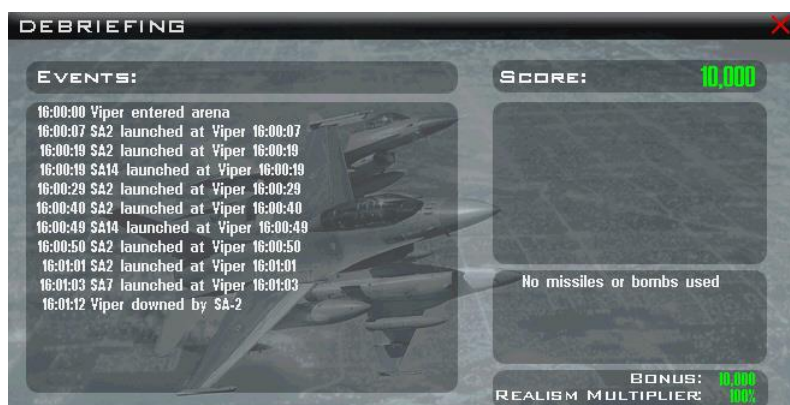 DEBRIEFING
EVENTS:
16:00:00 Viper entered arena
16:00:07 SA2 launched at Viper 16:00:07
16:00:19 SA2 launched at Viper 16:00:19
16:00:19 SA14 launched at Viper 16:00:19
16:00:29 SA2 launched at Viper 16:00:29
16:00:40 SA2 launched at Viper 16:00:40
16:00:49 SA14 launched at Viper 16:00:49
16:00:50 SA2 launched at Viper 16:00:50
16:01:01 SA2 launched at Viper 16:01:01
16:01:03 SA7 launched at Viper 16:01:03
16:01:12 Viper downed by SA-2
SCORE: 10,000
No missiles or bombs used
BONUS: 10,000
REALISM MULTIPLIER: 100%